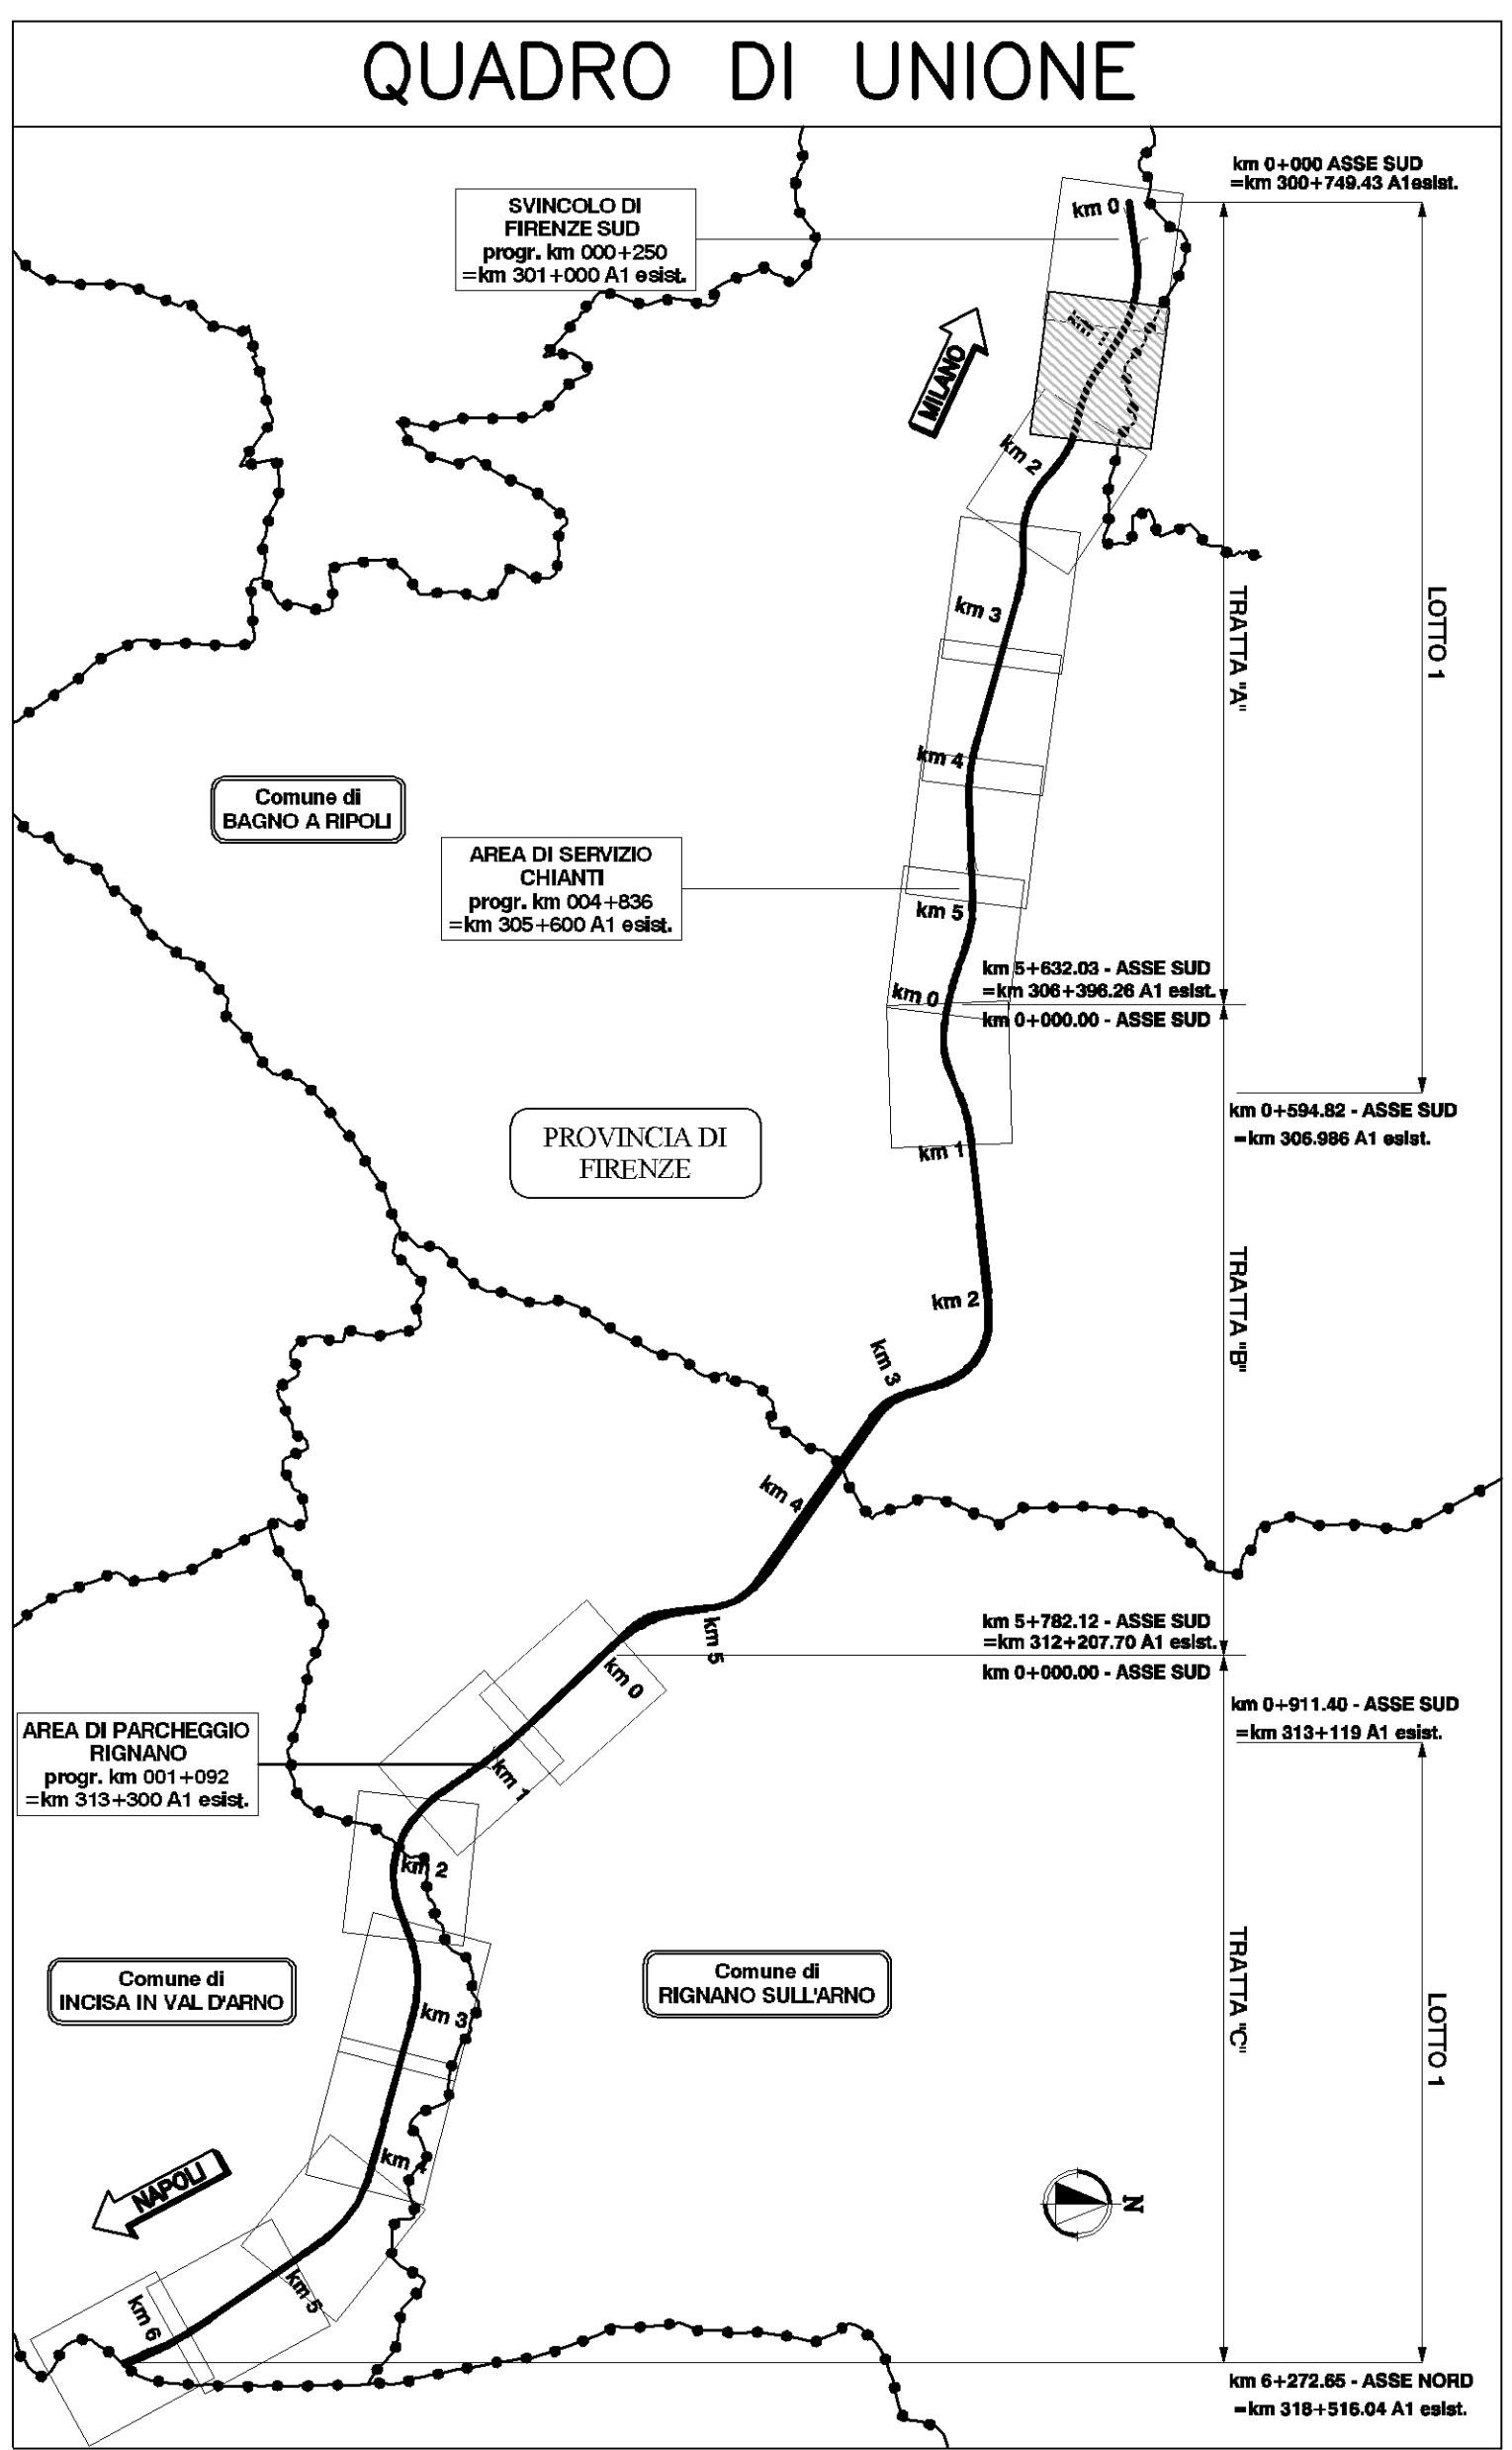 QUADRO DI UNIONE
km 0+000 ASSE SUD
=km 300+749.43 A1esist.
SVINCOLO DI
FIRENZE SUD
progr. km 000+250
=km 301+000 A1 esist.
km 0
km 1
MILANO
km 2
km 3
TRATTA "A"
LOTTO 1
km 4
Comune di
BAGNO A RIPOLI
AREA DI SERVIZIO
CHIANTI
progr. km 004+836
=km 305+600 A1 esist.
km 5
km 5+632.03 - ASSE SUD
=km 306+396.26 A1 esist.
km 0
km 0+000.00 - ASSE SUD
km 0+594.82 - ASSE SUD
=km 306.986 A1 esist.
PROVINCIA DI
FIRENZE
km 1
km 2
TRATTA "B"
km 3
km 4
km 5
km 5+782.12 - ASSE SUD
=km 312+207.70 A1 esist.
km 0+000.00 - ASSE SUD
km 0
km 0+911.40 - ASSE SUD
=km 313+119 A1 esist.
AREA DI PARCHEGGIO
RIGNANO
progr. km 001+092
=km 313+300 A1 esist.
km 1
km 2
Comune di
INCISA IN VAL D'ARNO
Comune di
RIGNANO SULL'ARNO
km 3
TRATTA "C"
LOTTO 1
km 4
NAPOLI
N
km 5
km 6
km 6+272.65 - ASSE NORD
=km 318+516.04 A1 esist.